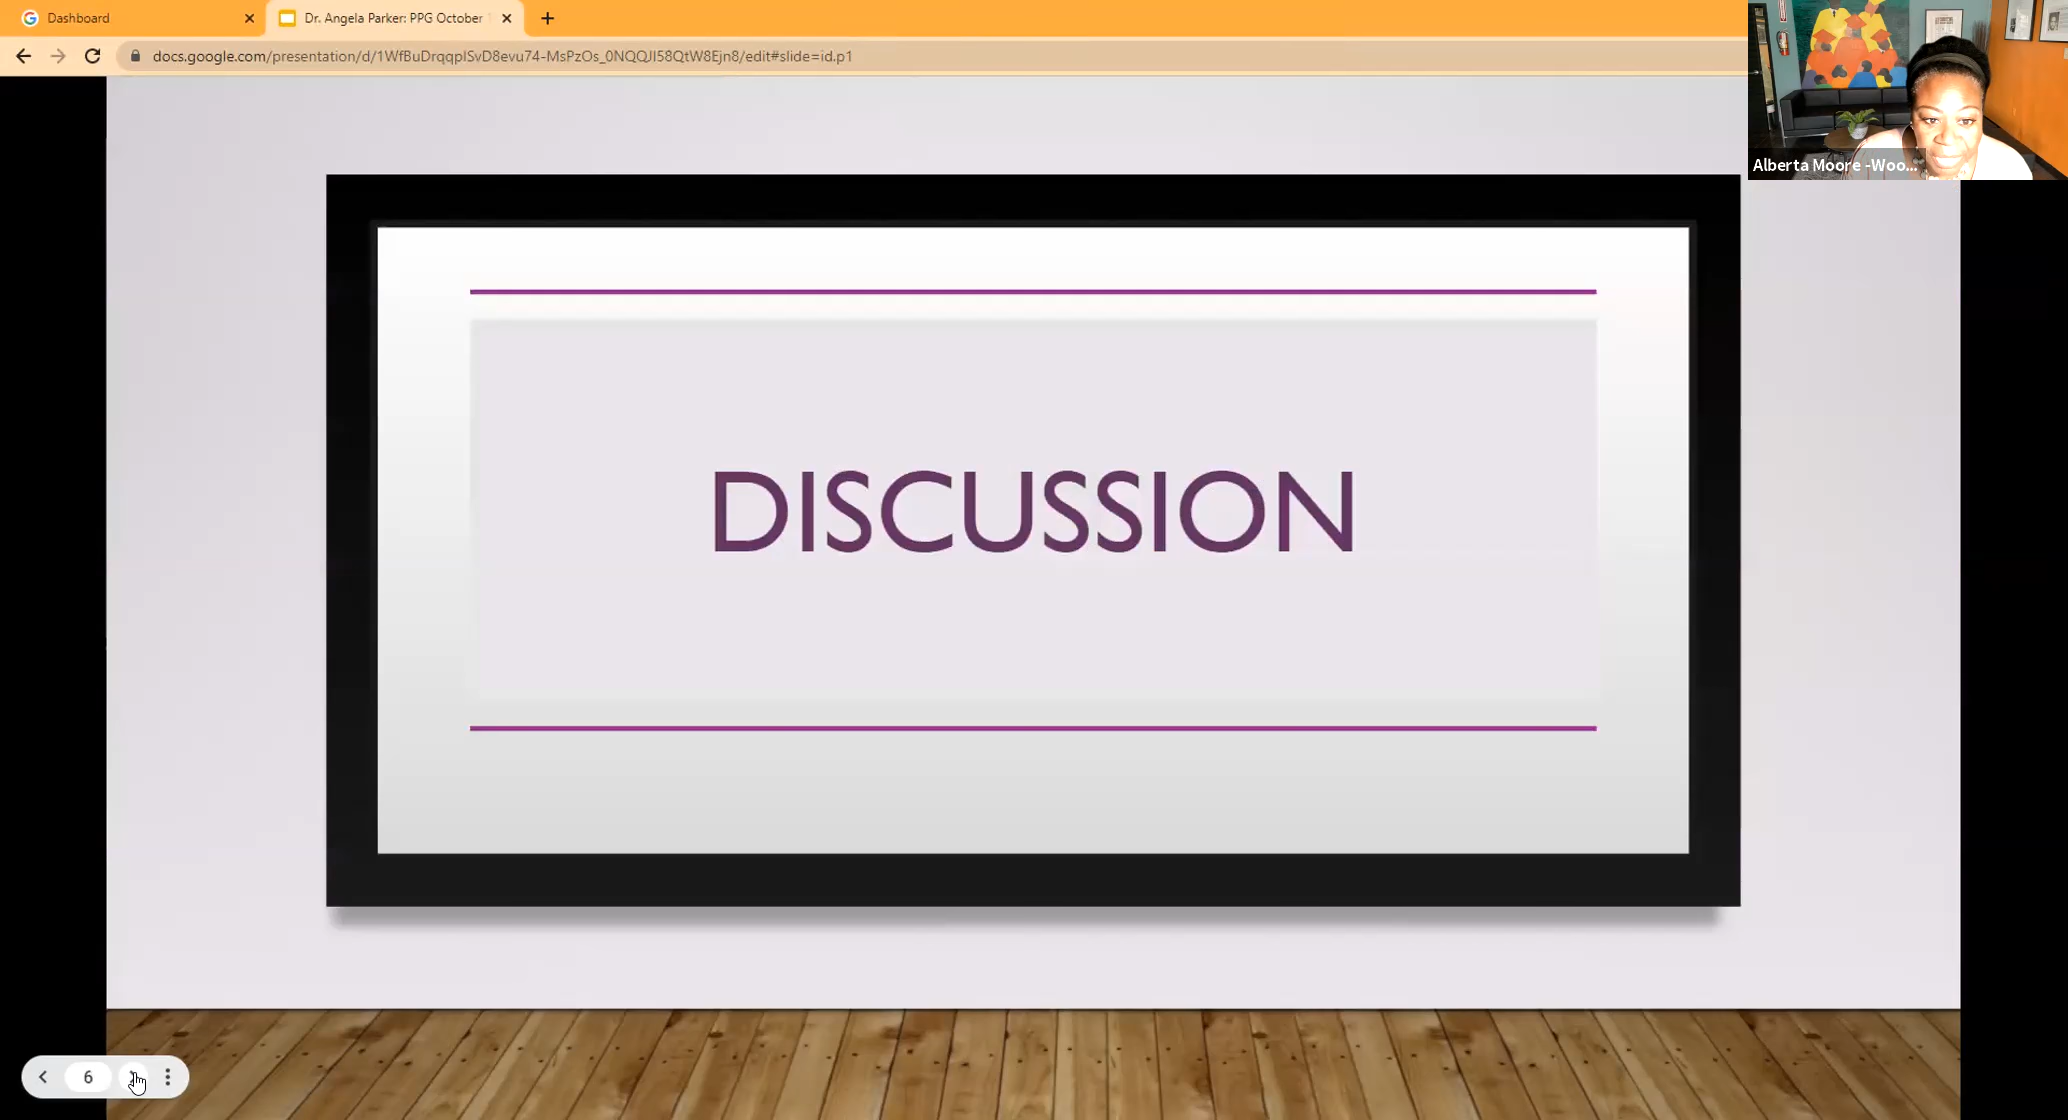 Dashboard
Dr. Angela Parker: PPG October
docs.google.com/presentation/d/1WfBuDrqqpISvD8evu74-MsPzOs_0NQQJI58QtW8Ejn8/edit#slide=id.p1
Alberta Moore -Woo...
DISCUSSION
6